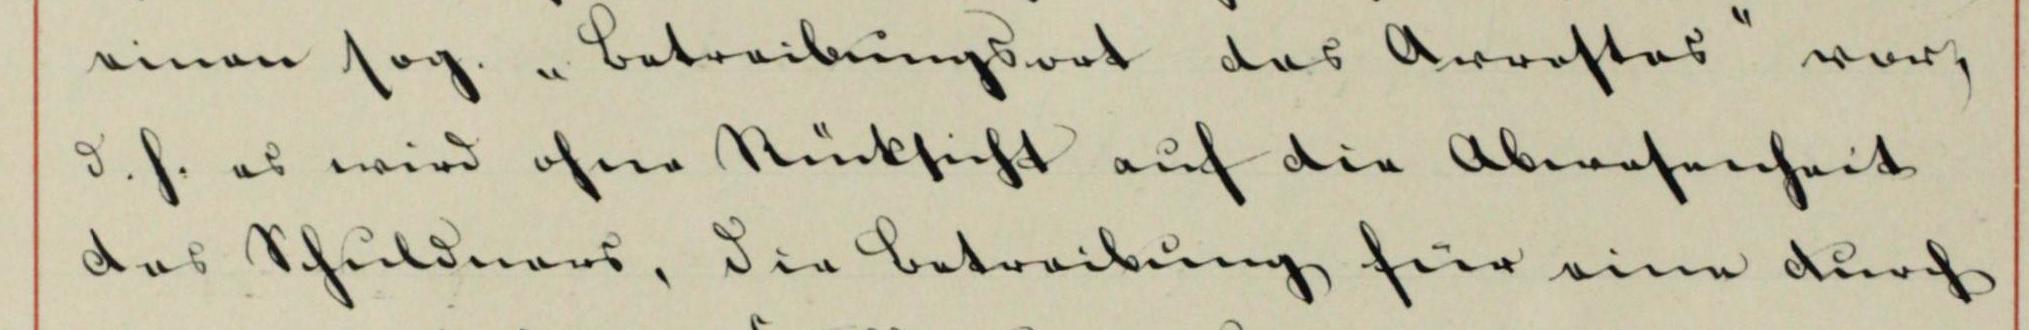 einen sog. „Betreibungsort des Arrestes" vor,
d. h. es wird ohne Rücksicht auf die Abwesenheit
des Schuldners, die Betreibung für eine durch